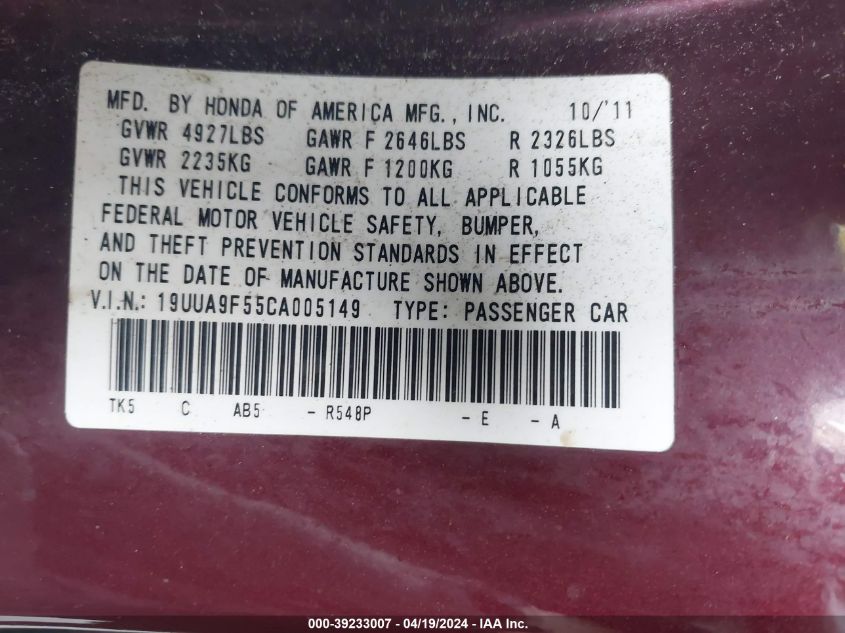 MFD. BY HONDA OF AMERICA MFG., INC. 10/'11
GVWR 4927LBS GAWR F 2646LBS R 2326LBS
GVWR 2235KG GAWR F 1200KG R 1055KG
THIS VEHICLE CONFORMS TO ALL APPLICABLE
FEDERAL MOTOR VEHICLE SAFETY, BUMPER,
AND THEFT PREVENTION STANDARDS IN EFFECT
ON THE DATE OF MANUFACTURE SHOWN ABOVE.
V.I.N.: 19UUA9F55CA005149 TYPE: PASSENGER CAR
TK5 C AB5 - R548P - E - A
000-39233007 - 04/19/2024 - IAA Inc.